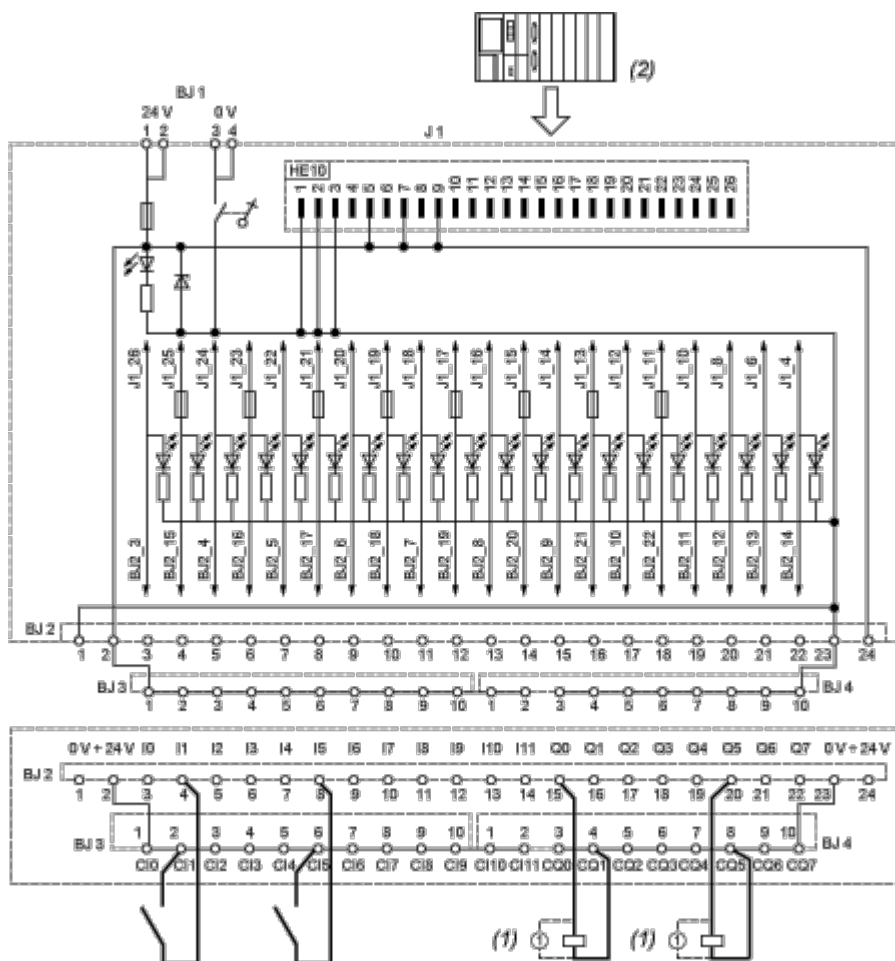 (2)
BJ 1
24 V 0 V
1 2 3 4
J 1
HE10
1 2 3 4 5 6 7 8 9 10 11 12 13 14 15 16 17 18 19 20 21 22 23 24 25 26
J1_26 J1_25 J1_24 J1_23 J1_22 J1_21 J1_20 J1_19 J1_18 J1_17 J1_16 J1_15 J1_14 J1_13 J1_12 J1_11 J1_10 J1_8 J1_6 J1_4
BJ2_3 BJ2_15 BJ2_4 BJ2_16 BJ2_5 BJ2_17 BJ2_6 BJ2_18 BJ2_7 BJ2_19 BJ2_8 BJ2_20 BJ2_9 BJ2_21 BJ2_10 BJ2_22 BJ2_11 BJ2_12 BJ2_13 BJ2_14
BJ 2
1 2 3 4 5 6 7 8 9 10 11 12 13 14 15 16 17 18 19 20 21 22 23 24
BJ 3 BJ 4
1 2 3 4 5 6 7 8 9 10 1 2 3 4 5 6 7 8 9 10
0 V + 24 V I0 I1 I2 I3 I4 I5 I6 I7 I8 I9 I10 I11 Q0 Q1 Q2 Q3 Q4 Q5 Q6 Q7 0 V + 24 V
BJ 2
1 2 3 4 5 6 7 8 9 10 11 12 13 14 15 16 17 18 19 20 21 22 23 24
1 2 3 4 5 6 7 8 9 10 1 2 3 4 5 6 7 8 9 10
BJ 3 BJ 4
CI0 CI1 CI2 CI3 CI4 CI5 CI6 CI7 CI8 CI9 CI10 CI11 CQ0 CQ1 CQ2 CQ3 CQ4 CQ5 CQ6 CQ7
(1) 1 (1) 1